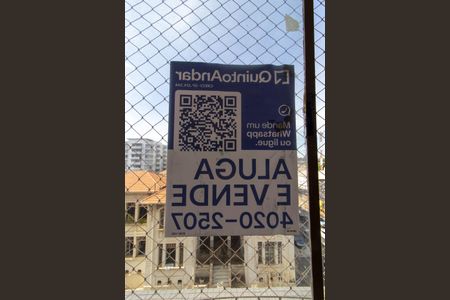 QuintoAndar
Mande um
Whatsapp
ou ligue.
ALUGA
E VENDE
4020-2507